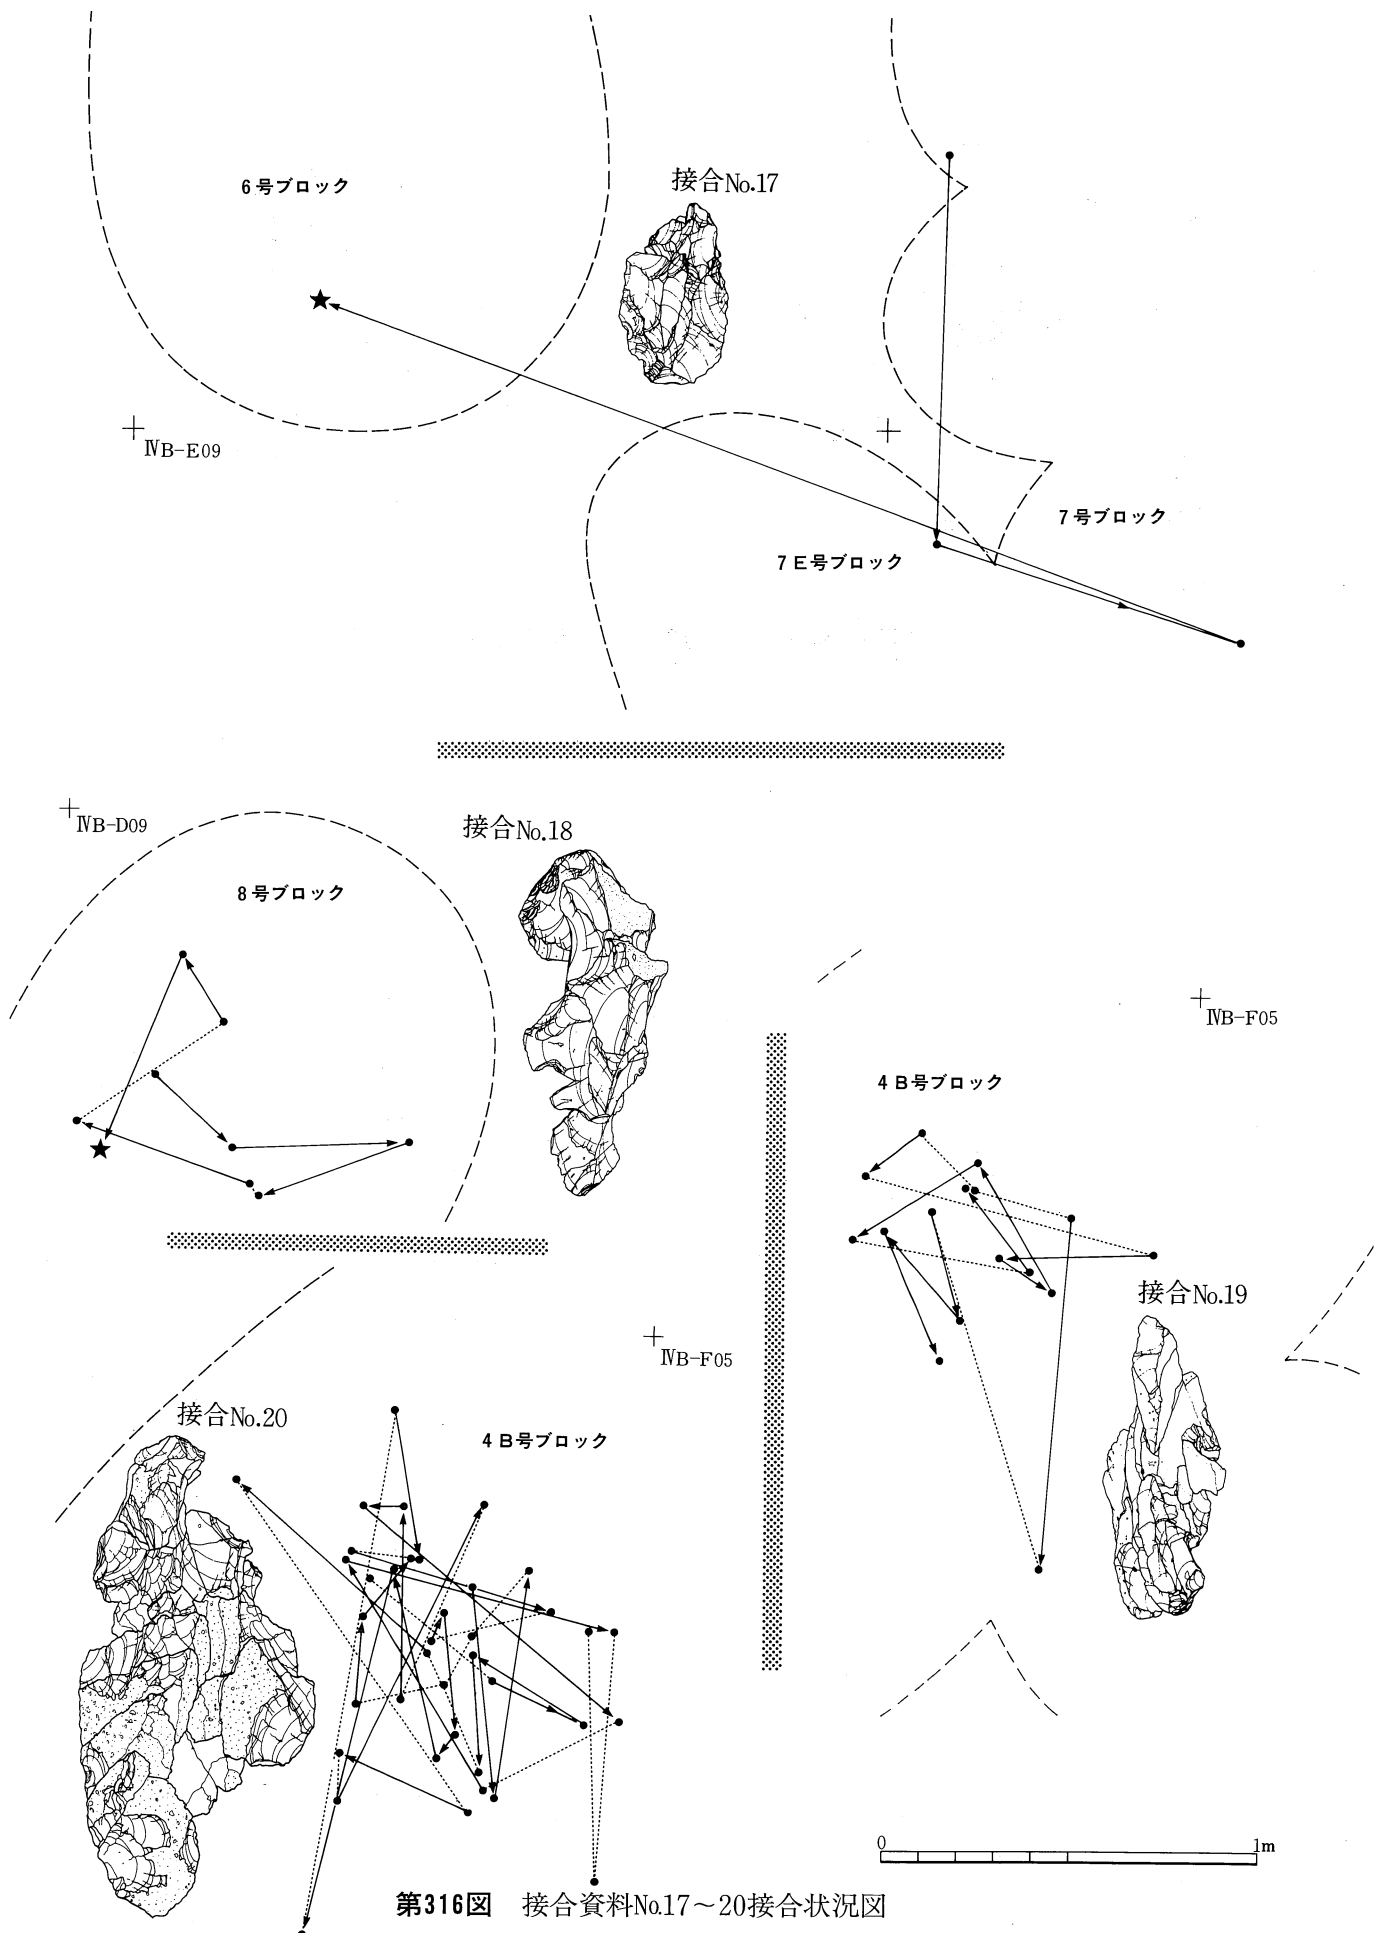 6号ブロック
接合No.17
ⅣB-E09
7号ブロック
7E号ブロック
ⅣB-D09
接合No.18
8号ブロック
ⅣB-F05
4B号ブロック
接合No.19
ⅣB-F05
接合No.20
4B号ブロック
0 1m
第316図 接合資料No.17～20接合状況図